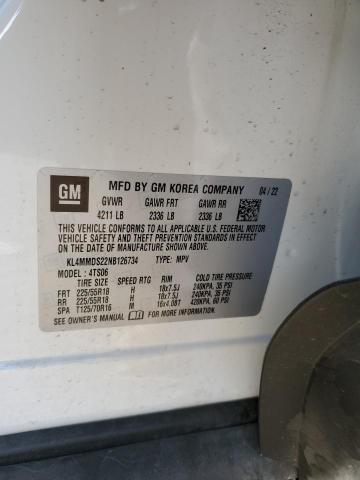 GM
MFD BY GM KOREA COMPANY 04/22
GVWR GAWR FRT GAWR RR
4211 LB 2336 LB 2336 LB
THIS VEHICLE CONFORMS TO ALL APPLICABLE U.S. FEDERAL MOTOR
VEHICLE SAFETY AND THEFT PREVENTION STANDARDS IN
EFFECT ON THE DATE OF MANUFACTURE SHOWN ABOVE.
KL4MMDS22NB126734 TYPE: MPV
MODEL: 4TS06
TIRE SIZE SPEED RTG RIM COLD TIRE PRESSURE
FRT 225/55R18 H 18x7.5J 240KPA, 35 PSI
RR 225/55R18 H 18x7.5J 240KPA, 35 PSI
SPA T125/70R16 M 16x4.0BT 420KPA, 60 PSI
SEE OWNER'S MANUAL FOR MORE INFORMATION.